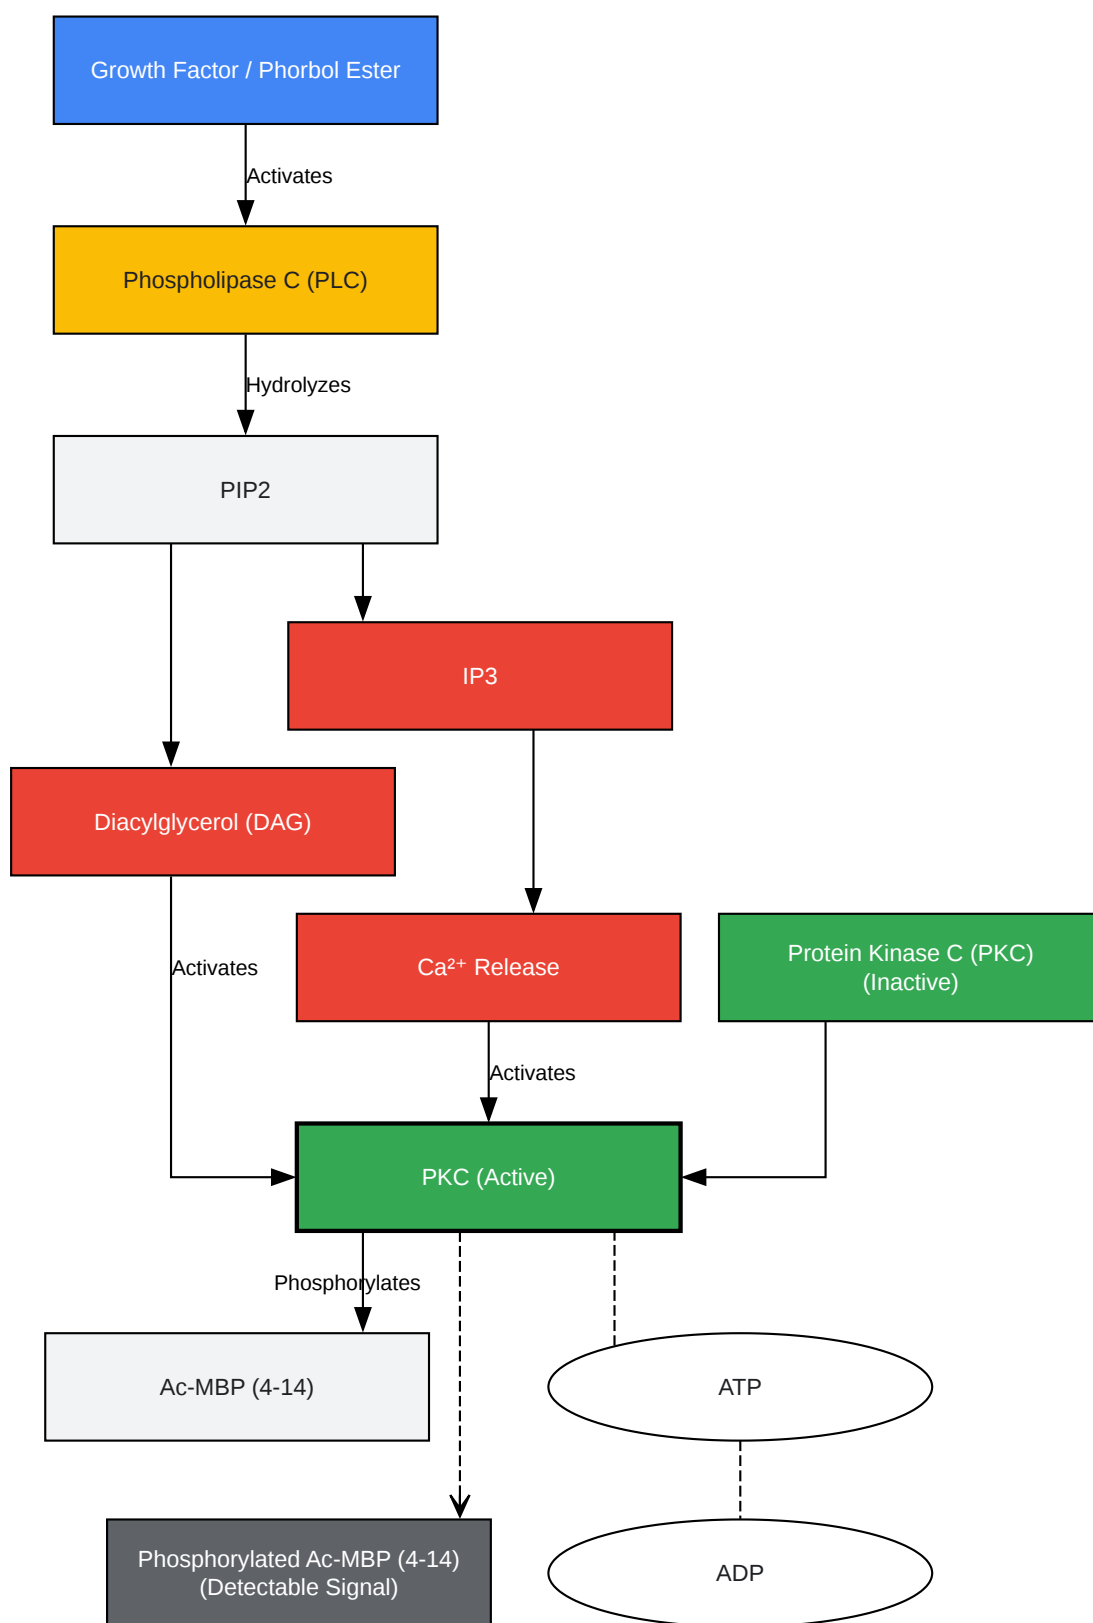 Growth Factor / Phorbol Ester
Activates
Phospholipase C (PLC)
Hydrolyzes
PIP2
IP3
Diacylglycerol (DAG)
Activates
Ca²⁺ Release
Protein Kinase C (PKC)
(Inactive)
Activates
PKC (Active)
Phosphorylates
Ac-MBP (4-14)
ATP
Phosphorylated Ac-MBP (4-14)
(Detectable Signal)
ADP